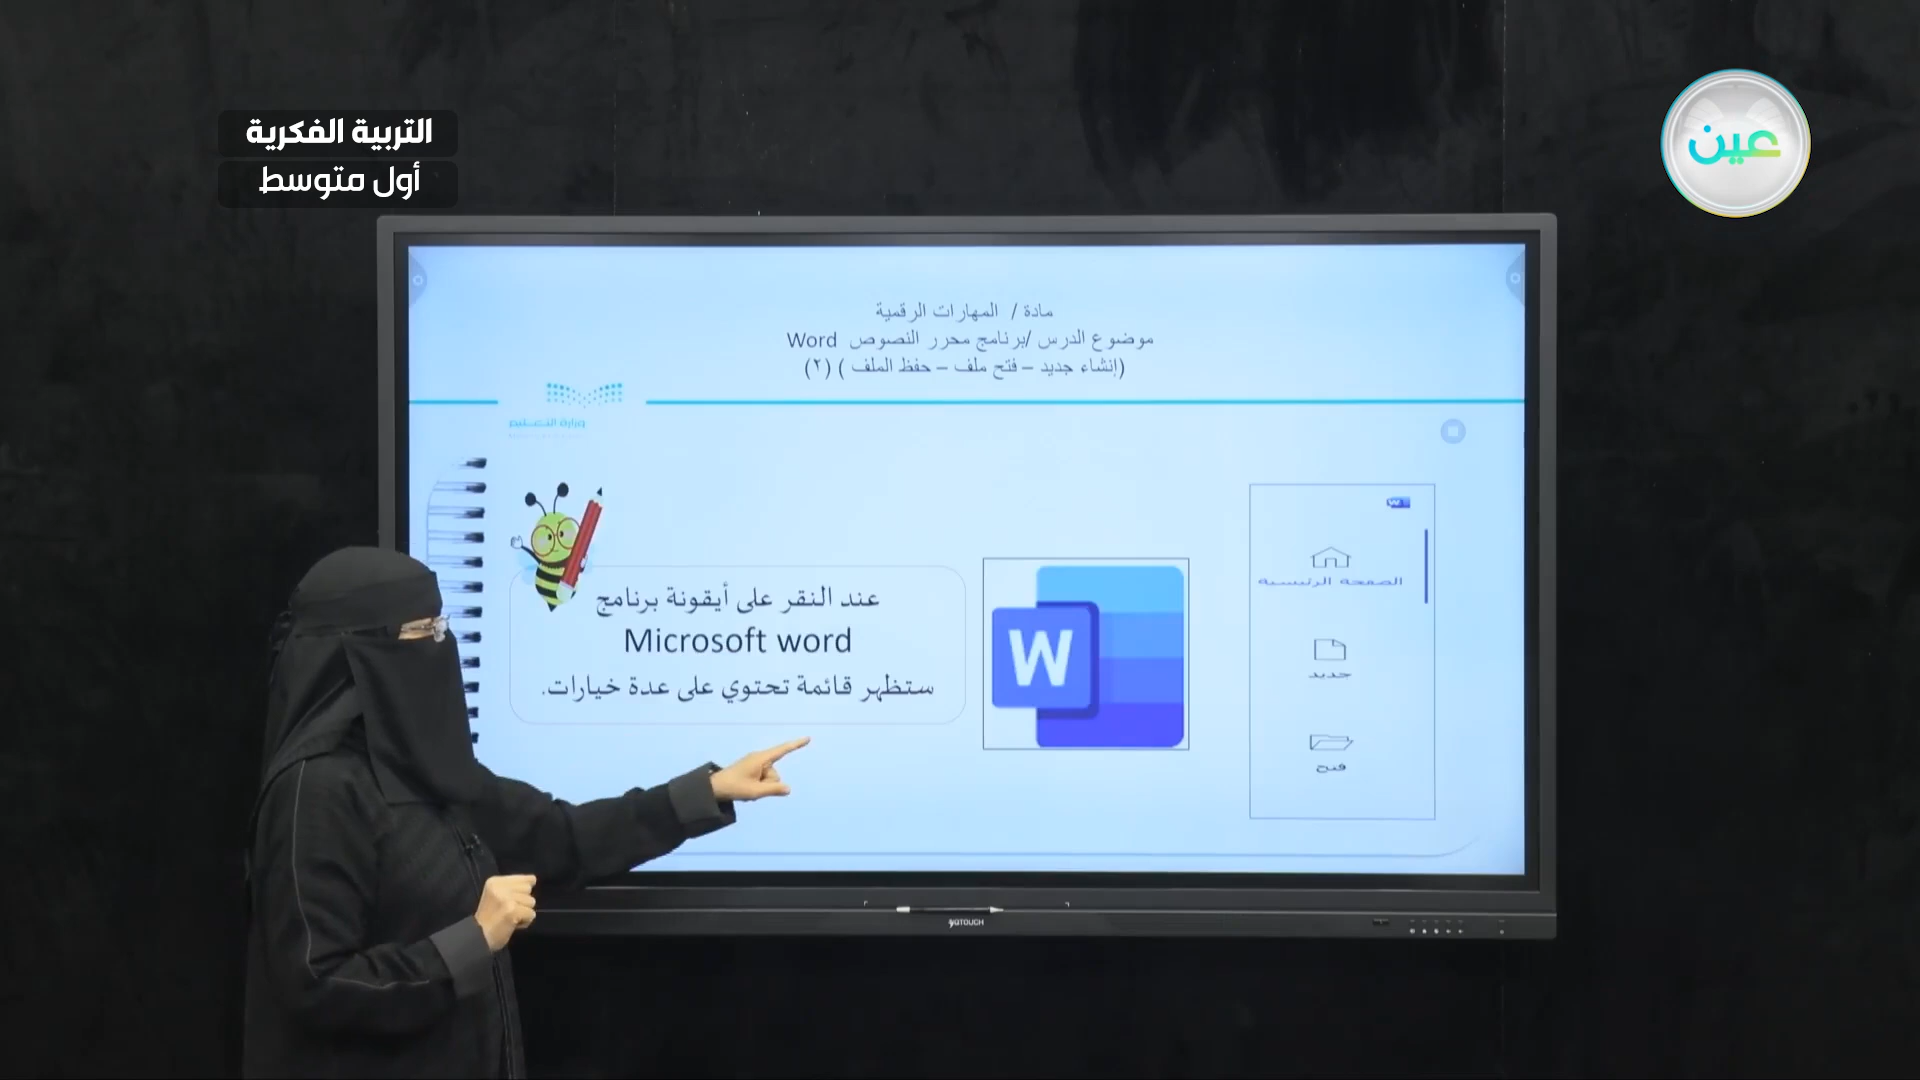 التربية الفكرية
أول متوسط
عين
مادة / المهارات الرقمية
موضوع الدرس /برنامج محرر النصوص Word
(إنشاء جديد – فتح ملف – حفظ الملف ) (٢)
وزارة التعليم
عند النقر على أيقونة برنامج
Microsoft word
ستظهر قائمة تحتوي على عدة خيارات.
W
W
الصفحة الرئيسية
جديد
فتح